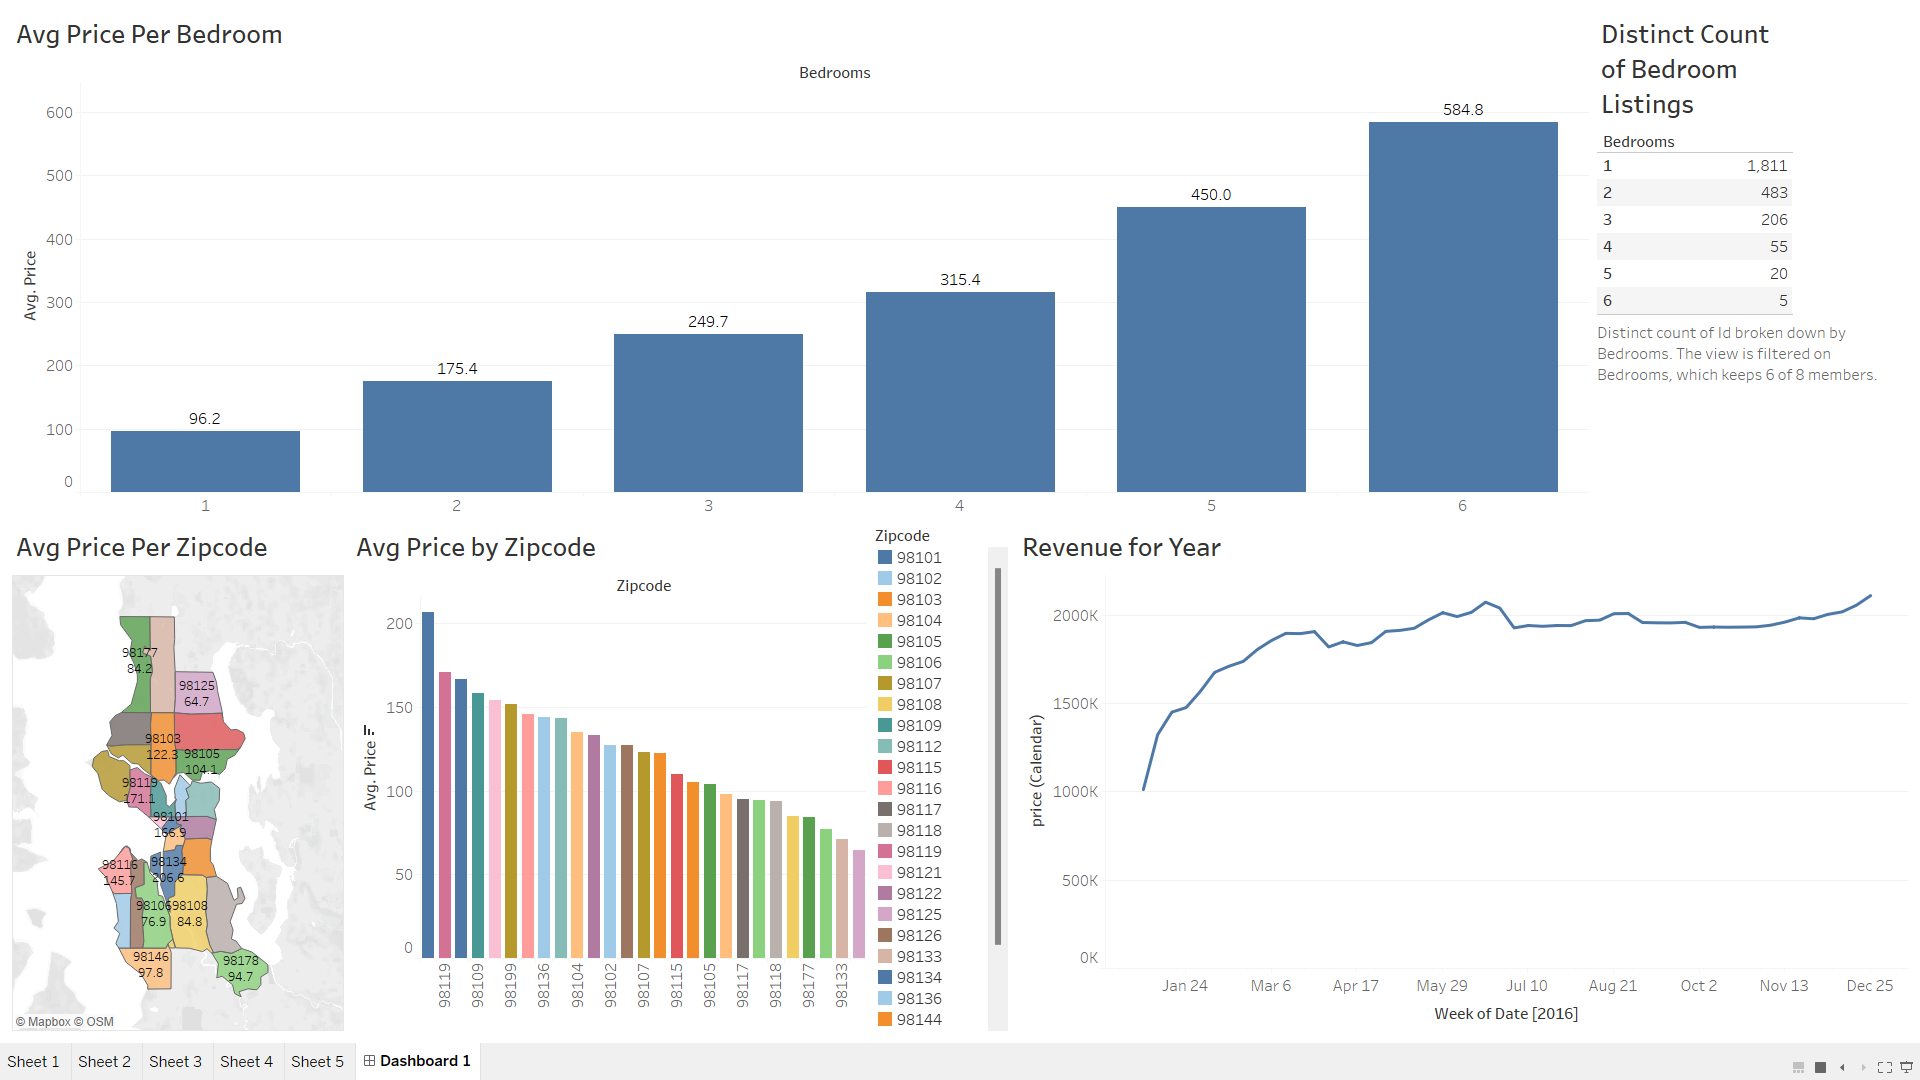 Avg Price Per Bedroom
Bedrooms
Avg. Price
600
500
400
300
200
100
0
96.2
175.4
249.7
315.4
450.0
584.8
1
2
3
4
5
6
Distinct Count
of Bedroom
Listings
Bedrooms
1 1,811
2 483
3 206
4 55
5 20
6 5
Distinct count of Id broken down by
Bedrooms. The view is filtered on
Bedrooms, which keeps 6 of 8 members.
Avg Price Per Zipcode
98177
84.2
98125
64.7
98103
122.3
98105
104.1
98119
171.1
98101
166.9
98116
145.7
98134
206.6
98106
76.9
98108
84.8
98146
97.8
98178
94.7
© Mapbox © OSM
Avg Price by Zipcode
Zipcode
Avg. Price
200
150
100
50
0
98119
98109
98199
98136
98104
98102
98107
98115
98105
98117
98118
98177
98133
Zipcode
98101
98102
98103
98104
98105
98106
98107
98108
98109
98112
98115
98116
98117
98118
98119
98121
98122
98125
98126
98133
98134
98136
98144
Revenue for Year
price (Calendar)
2000K
1500K
1000K
500K
0K
Jan 24
Mar 6
Apr 17
May 29
Jul 10
Aug 21
Oct 2
Nov 13
Dec 25
Week of Date [2016]
Sheet 1
Sheet 2
Sheet 3
Sheet 4
Sheet 5
Dashboard 1